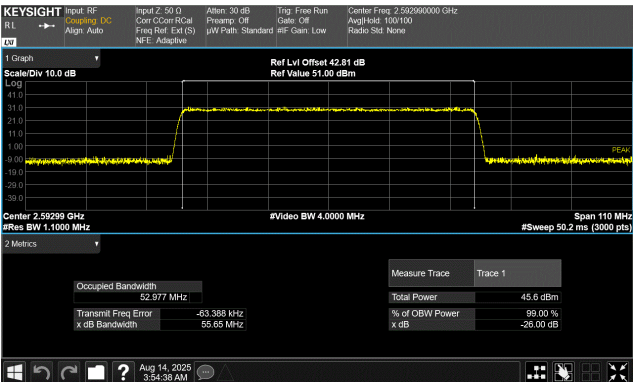 KEYSIGHT
RL
LXI
Input: RF
Coupling: DC
Align: Auto
Input Z: 50 Ω
Corr CCorr RCal
Freq Ref: Ext (S)
NFE: Adaptive
Atten: 30 dB
Preamp: Off
µW Path: Standard
Trig: Free Run
Gate: Off
#IF Gain: Low
Center Freq: 2.592990000 GHz
Avg|Hold: 100/100
Radio Std: None
1 Graph
Scale/Div 10.0 dB
Ref Lvl Offset 42.81 dB
Ref Value 51.00 dBm
Log
41.0
31.0
21.0
11.0
1.00
-9.00
-19.0
-29.0
-39.0
PEAK
Center 2.59299 GHz
#Video BW 4.0000 MHz
Span 110 MHz
#Res BW 1.1000 MHz
#Sweep 50.2 ms (3000 pts)
2 Metrics
Measure Trace
Trace 1
Occupied Bandwidth
52.977 MHz
Total Power
45.6 dBm
Transmit Freq Error
-63.388 kHz
% of OBW Power
99.00 %
x dB Bandwidth
55.65 MHz
x dB
-26.00 dB
?
Aug 14, 2025
3:54:38 AM